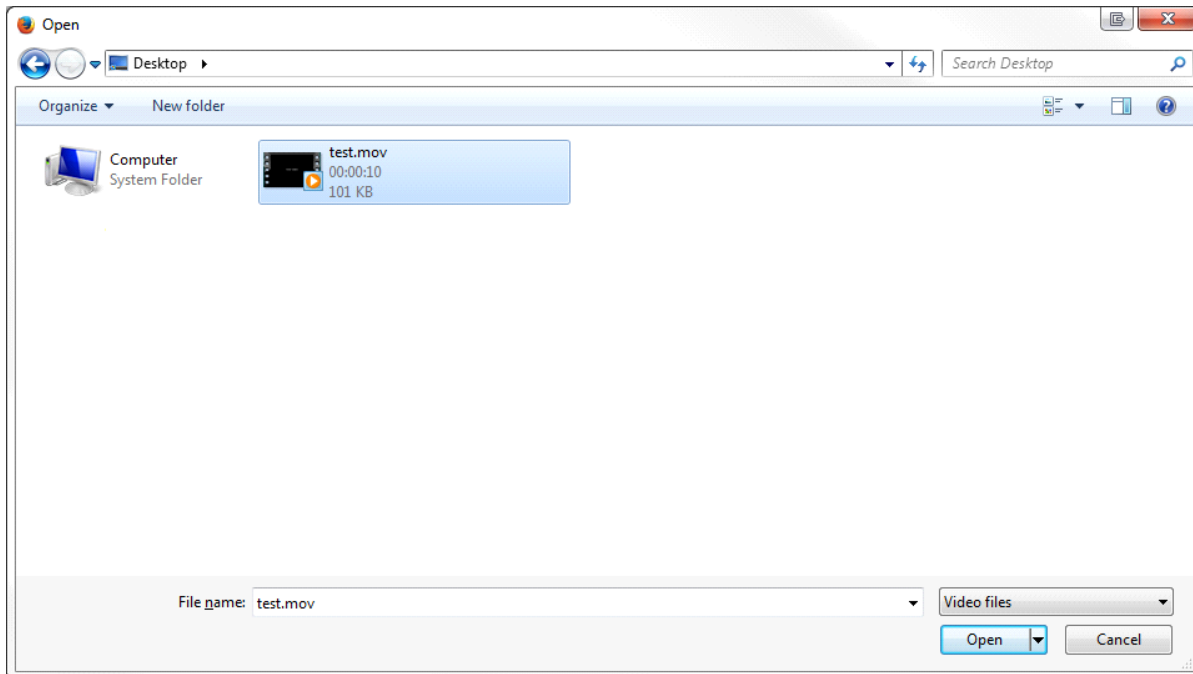 Open
Desktop
Search Desktop
Organize
New folder
Computer
System Folder
test.mov
00:00:10
101 KB
File name:
test.mov
Video files
Open
Cancel